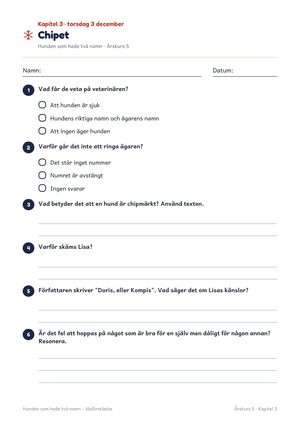 Kapitel 3 · torsdag 3 december
Chipet
Hunden som hade två namn · Årskurs 5
Namn:
Datum:
1 Vad får de veta på veterinären?
Att hunden är sjuk
Hundens riktiga namn och ägarens namn
Att ingen äger hunden
2 Varför går det inte att ringa ägaren?
Det står inget nummer
Numret är avstängt
Ingen svarar
3 Vad betyder det att en hund är chipmärkt? Använd texten.
4 Varför skäms Lisa?
5 Författaren skriver "Doris, eller Kompis". Vad säger det om Lisas känslor?
6 Är det fel att hoppas på något som är bra för en själv men dåligt för någon annan?
Resonera.
Hunden som hade två namn – läsförståelse
Årskurs 5 · Kapitel 3